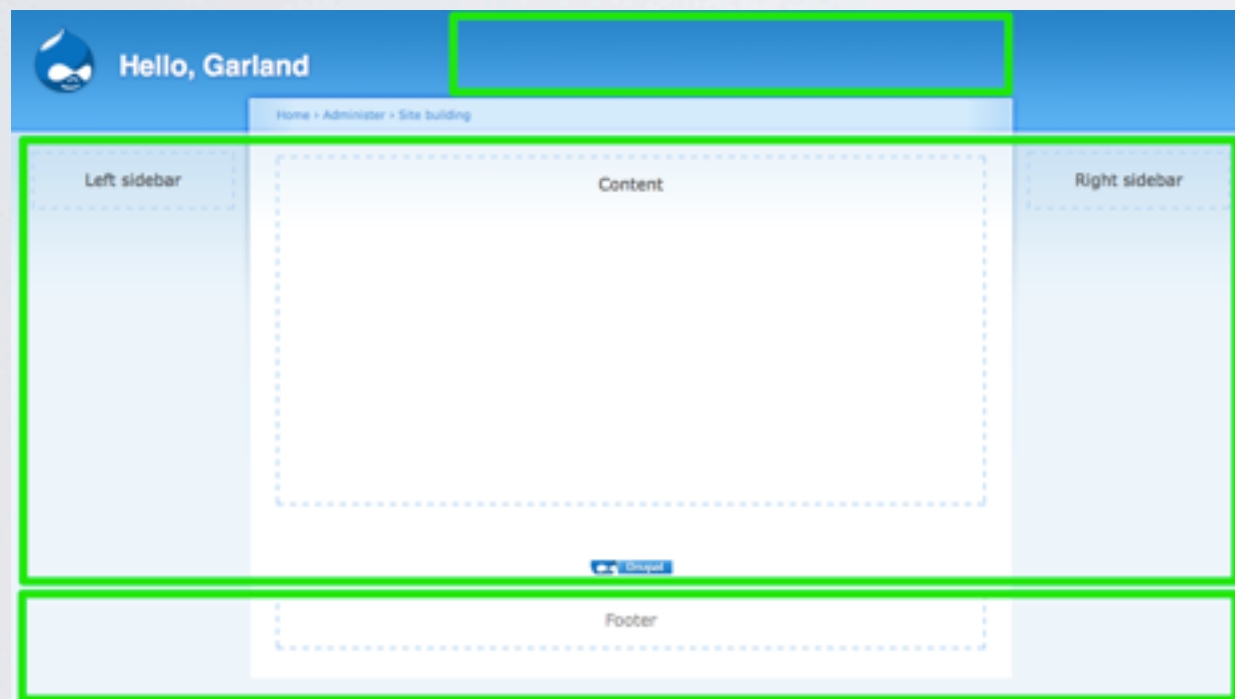 Hello, Garland
Home › Administer › Site building
Left sidebar
Content
Right sidebar
Drupal
Footer